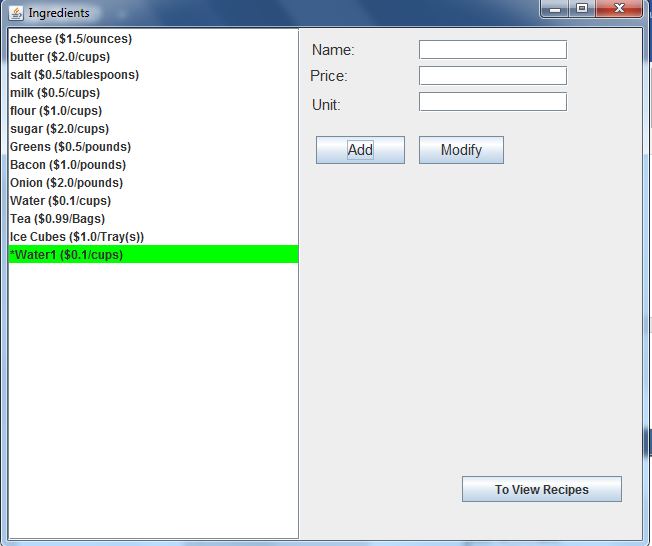 Ingredients
cheese ($1.5/ounces)
butter ($2.0/cups)
salt ($0.5/tablespoons)
milk ($0.5/cups)
flour ($1.0/cups)
sugar ($2.0/cups)
Greens ($0.5/pounds)
Bacon ($1.0/pounds)
Onion ($2.0/pounds)
Water ($0.1/cups)
Tea ($0.99/Bags)
Ice Cubes ($1.0/Tray(s))
*Water1 ($0.1/cups)
Name:
Price:
Unit:
Add Modify
To View Recipes